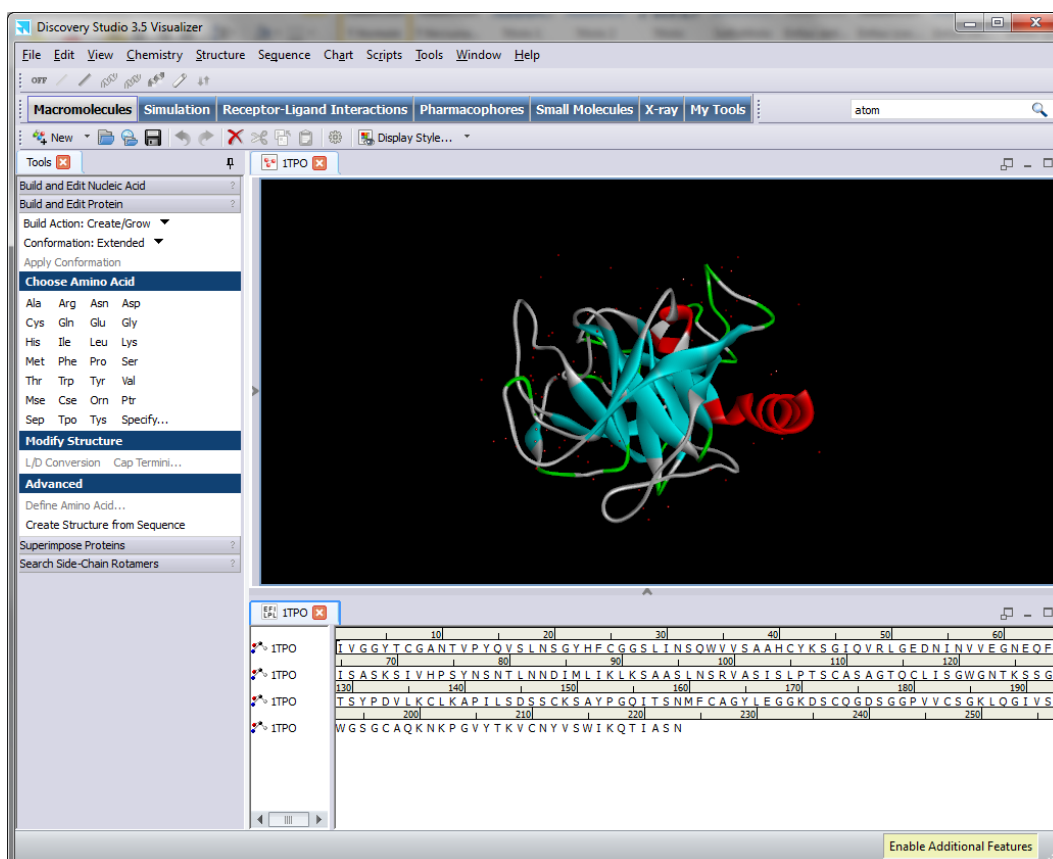 Discovery Studio 3.5 Visualizer
File Edit View Chemistry Structure Sequence Chart Scripts Tools Window Help
OFF
Macromolecules Simulation Receptor-Ligand Interactions Pharmacophores Small Molecules X-ray My Tools atom
New Display Style...
Tools 1TPO
Build and Edit Nucleic Acid ?
Build and Edit Protein ?
Build Action: Create/Grow
Conformation: Extended
Apply Conformation
Choose Amino Acid
Ala Arg Asn Asp
Cys Gln Glu Gly
His Ile Leu Lys
Met Phe Pro Ser
Thr Trp Tyr Val
Mse Cse Orn Ptr
Sep Tpo Tys Specify...
Modify Structure
L/D Conversion Cap Termini...
Advanced
Define Amino Acid...
Create Structure from Sequence
Superimpose Proteins ?
Search Side-Chain Rotamers ?
EFI LPL 1TPO
10 20 30 40 50 60
1TPO I V G G Y T C G A N T V P Y Q V S L N S G Y H F C G G S L I N S Q W V V S A A H C Y K S G I Q V R L G E D N I N V V E G N E Q F
70 80 90 100 110 120
1TPO I S A S K S I V H P S Y N S N T L N N D I M L I K L K S A A S L N S R V A S I S L P T S C A S A G T Q C L I S G W G N T K S S G
130 140 150 160 170 180 190
1TPO T S Y P D V L K C L K A P I L S D S S C K S A Y P G Q I T S N M F C A G Y L E G G K D S C Q G D S G G P V V C S G K L Q G I V S
200 210 220 230 240 250
1TPO W G S G C A Q K N K P G V Y T K V C N Y V S W I K Q T I A S N
Enable Additional Features